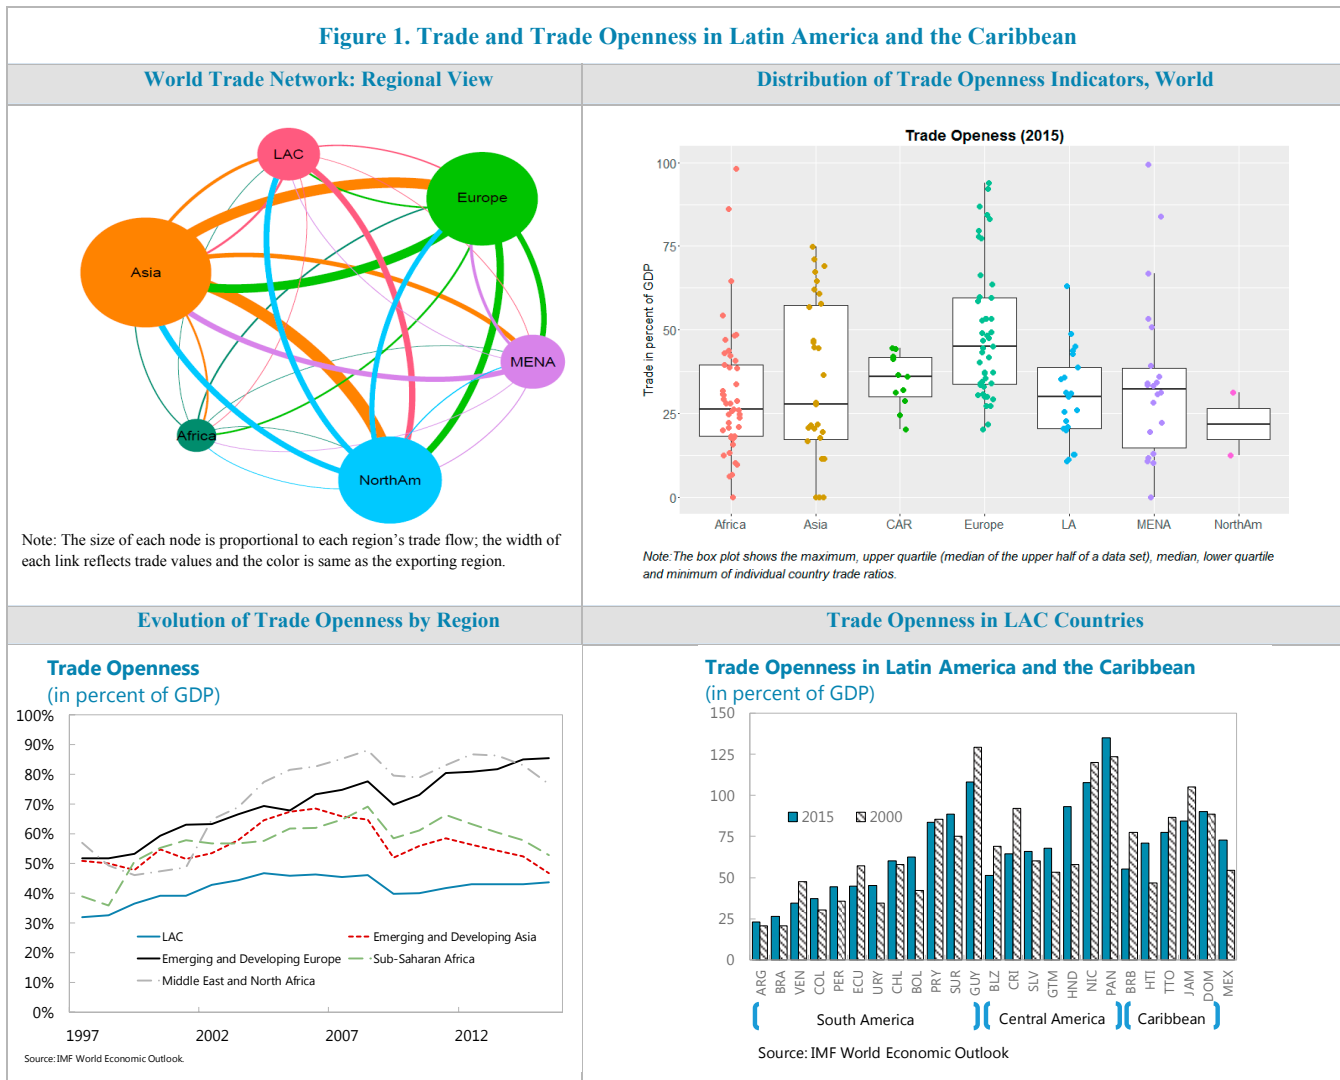 Figure 1. Trade and Trade Openness in Latin America and the Caribbean
World Trade Network: Regional View
Distribution of Trade Openness Indicators, World
LAC
Europe
Asia
MENA
Africa
NorthAm
Note: The size of each node is proportional to each region's trade flow; the width of
each link reflects trade values and the color is same as the exporting region.
Trade Openess (2015)
Trade in percent of GDP
100
75
50
25
0
Africa Asia CAR Europe LA MENA NorthAm
Note:The box plot shows the maximum, upper quartile (median of the upper half of a data set), median, lower quartile
and minimum of individual country trade ratios.
Evolution of Trade Openness by Region
Trade Openness in LAC Countries
Trade Openness
(in percent of GDP)
100%
90%
80%
70%
60%
50%
40%
30%
20%
10%
0%
LAC
Emerging and Developing Asia
Emerging and Developing Europe
Sub-Saharan Africa
Middle East and North Africa
1997 2002 2007 2012
Source: IMF World Economic Outlook.
Trade Openness in Latin America and the Caribbean
(in percent of GDP)
150
125
100
75
50
25
0
2015 2000
ARG BRA VEN COL PER ECU URY CHL BOL PRY SUR GUY BLZ CRI SLV GTM HND NIC PAN BRB HTI TTO JAM DOM MEX
South America Central America Caribbean
Source: IMF World Economic Outlook